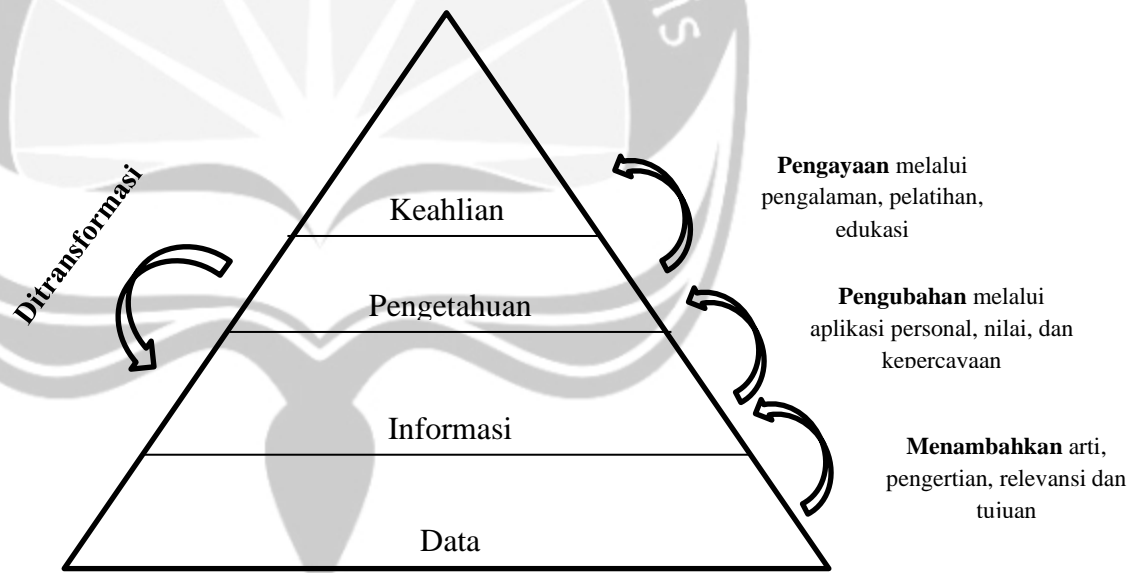 is
Ditransformasi
Keahlian
Pengetahuan
Informasi
Data
Pengayaan melalui
pengalaman, pelatihan,
edukasi
Pengubahan melalui
aplikasi personal, nilai, dan
kepercayaan
Menambahkan arti,
pengertian, relevansi dan
tujuan